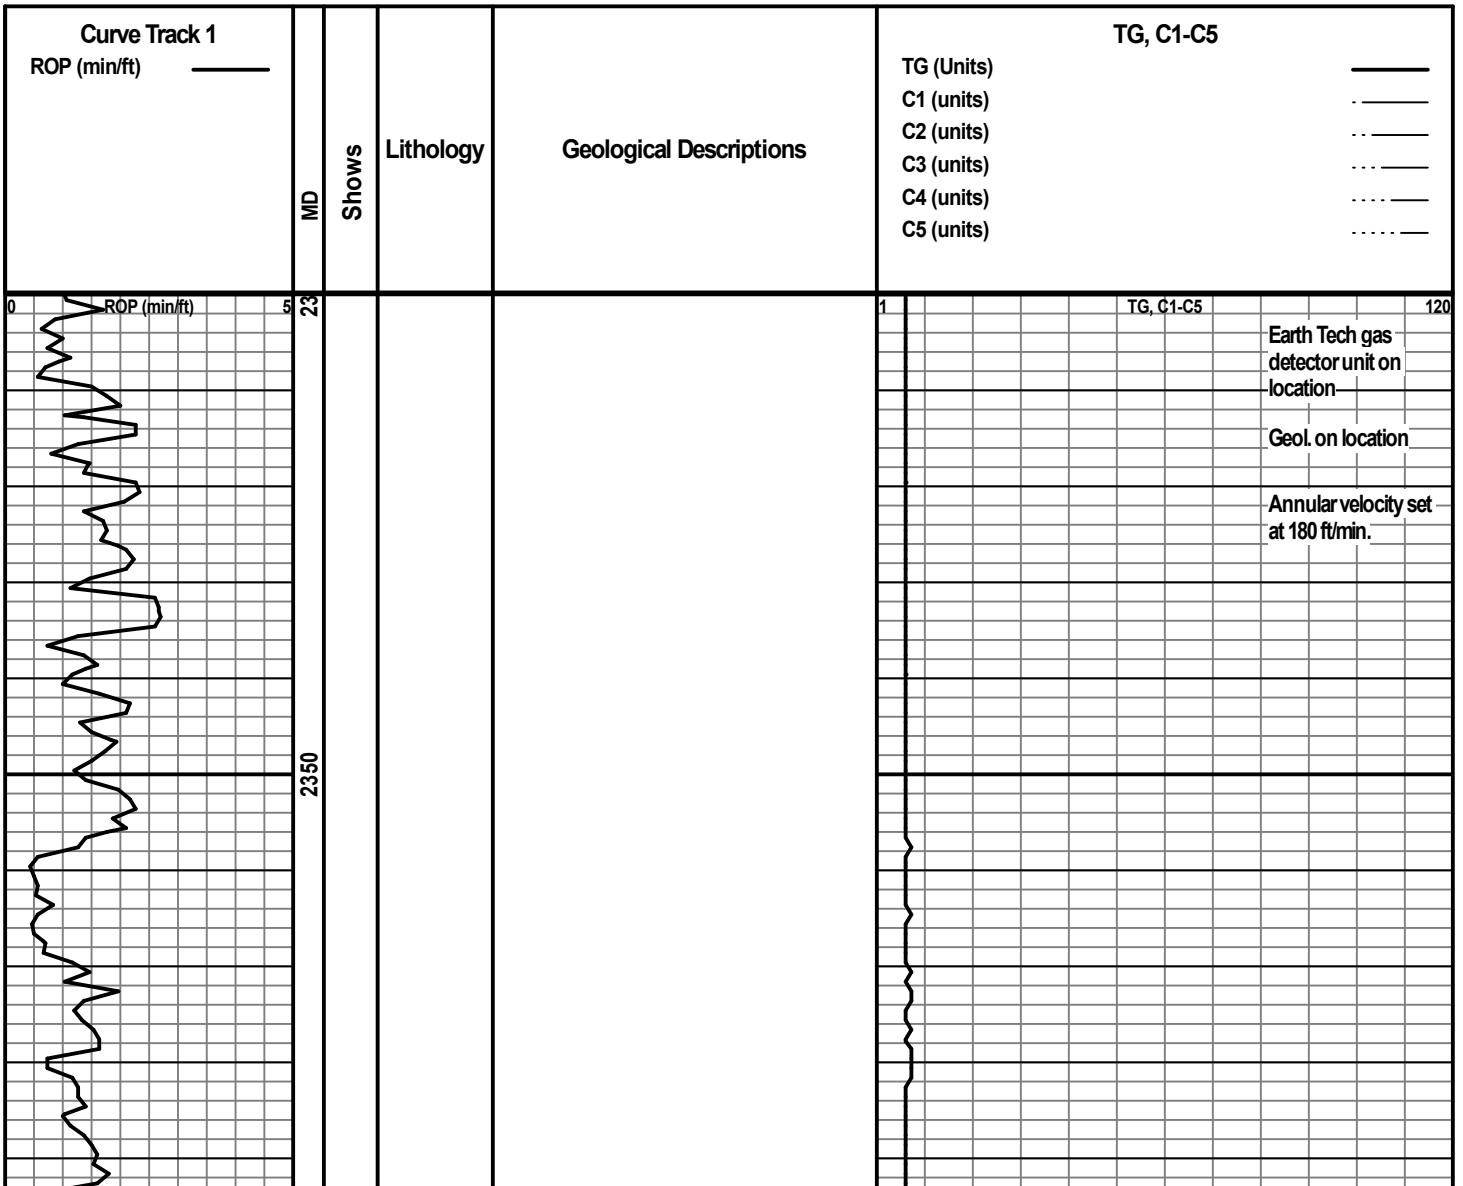 Curve Track 1
ROP (min/ft)
MD
Shows
Lithology
Geological Descriptions
TG, C1-C5
TG (Units)
C1 (units)
C2 (units)
C3 (units)
C4 (units)
C5 (units)
0 ROP (min/ft) 5
23
1 TG, C1-C5 120
Earth Tech gas
detector unit on
location
Geol. on location
Annular velocity set
at 180 ft/min.
2350